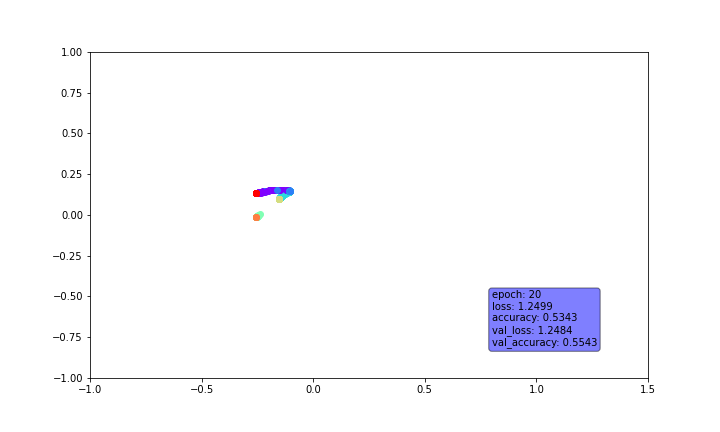 1.00
0.75
0.50
0.25
0.00
−0.25
−0.50
−0.75
−1.00
epoch: 20
loss: 1.2499
accuracy: 0.5343
val_loss: 1.2484
val_accuracy: 0.5543
−1.0 −0.5 0.0 0.5 1.0 1.5